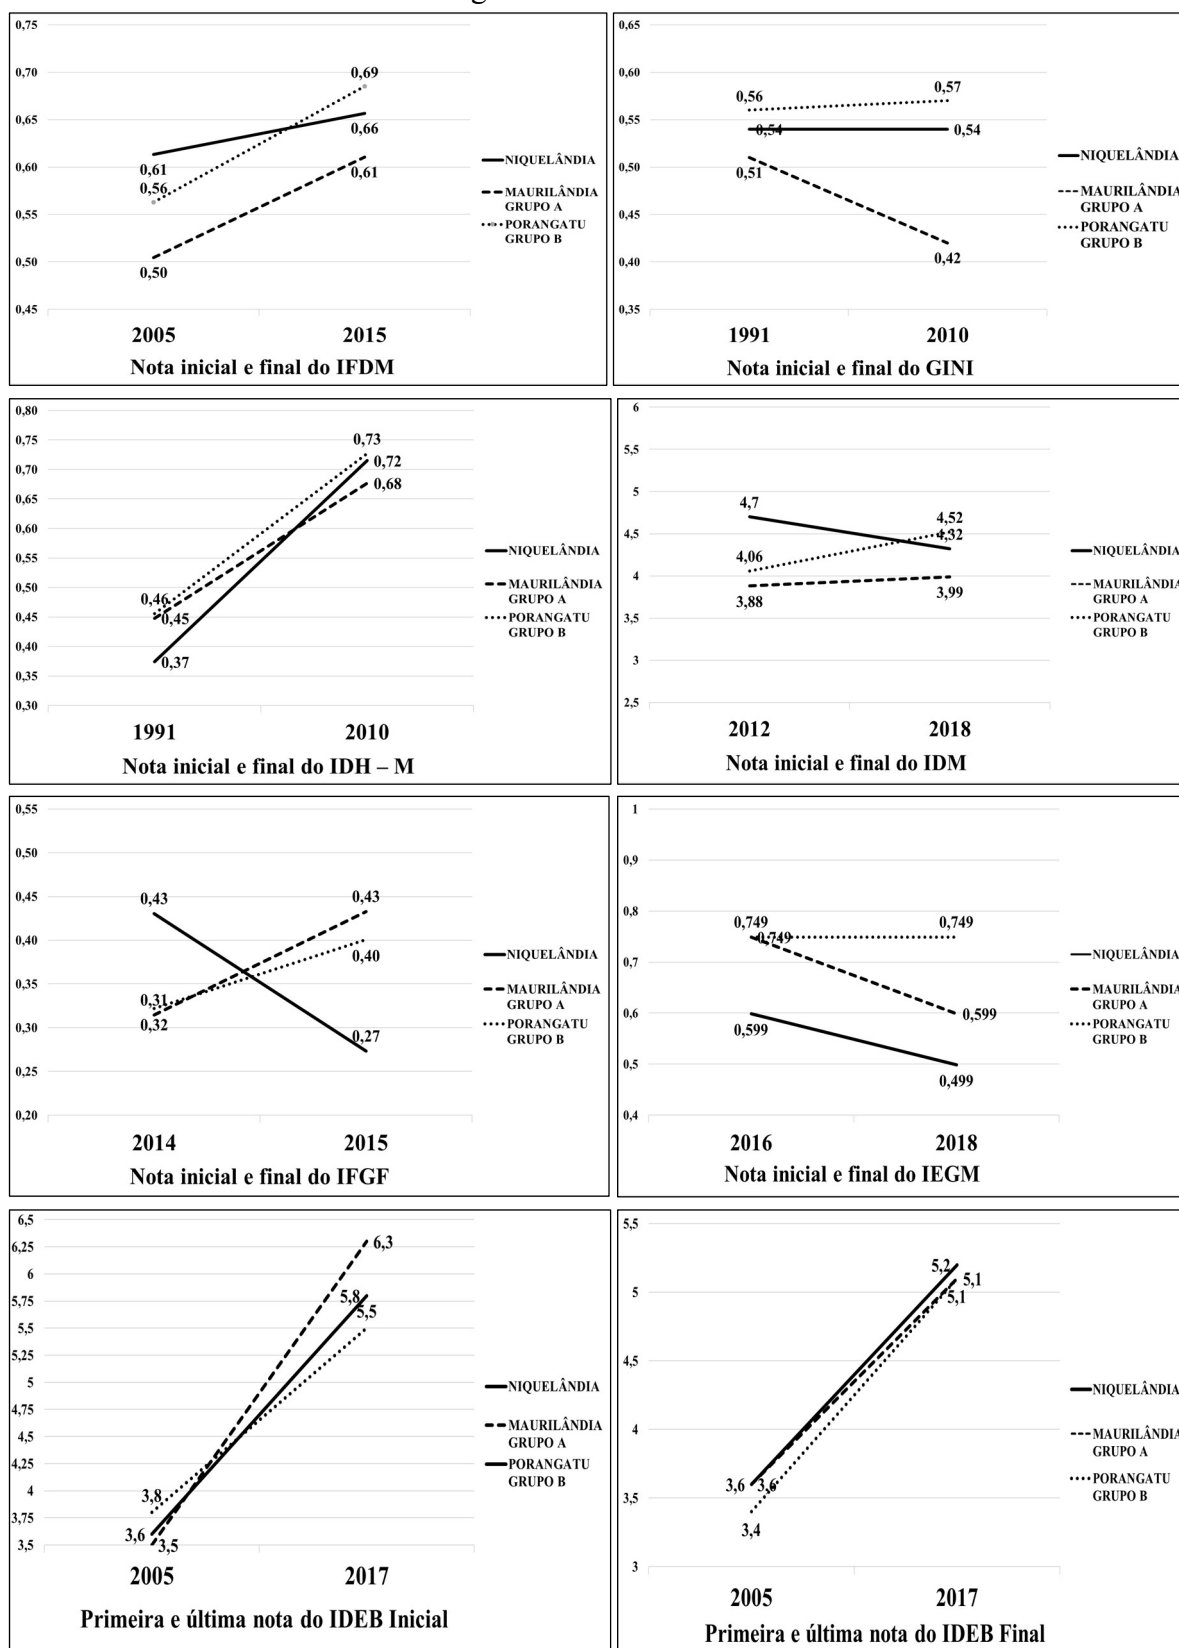 0,75
0,70
0,65
0,60
0,55
0,50
0,45
0,69
0,66
0,61
0,61
0,56
0,50
NIQUELÂNDIA
MAURILÂNDIA
GRUPO A
PORANGATU
GRUPO B
2005 2015
Nota inicial e final do IFDM
0,65
0,60
0,55
0,50
0,45
0,40
0,35
0,56
0,57
0,54
0,54
0,51
0,42
NIQUELÂNDIA
MAURILÂNDIA
GRUPO A
PORANGATU
GRUPO B
1991 2010
Nota inicial e final do GINI
0,80
0,75
0,70
0,65
0,60
0,55
0,50
0,45
0,40
0,35
0,30
0,73
0,72
0,68
0,46
0,45
0,37
NIQUELÂNDIA
MAURILÂNDIA
GRUPO A
PORANGATU
GRUPO B
1991 2010
Nota inicial e final do IDH – M
6
5,5
5
4,5
4
3,5
3
2,5
4,7
4,52
4,32
4,06
3,88
3,99
NIQUELÂNDIA
MAURILÂNDIA
GRUPO A
PORANGATU
GRUPO B
2012 2018
Nota inicial e final do IDM
0,55
0,50
0,45
0,40
0,35
0,30
0,25
0,20
0,43
0,43
0,40
0,31
0,32
0,27
NIQUELÂNDIA
MAURILÂNDIA
GRUPO A
PORANGATU
GRUPO B
2014 2015
Nota inicial e final do IFGF
1
0,9
0,8
0,7
0,6
0,5
0,4
0,749
0,749
0,749
0,599
0,599
0,499
NIQUELÂNDIA
MAURILÂNDIA
GRUPO A
PORANGATU
GRUPO B
2016 2018
Nota inicial e final do IEGM
6,5
6,25
6
5,75
5,5
5,25
5
4,75
4,5
4,25
4
3,75
3,5
6,3
5,8
5,5
3,8
3,6
3,5
NIQUELÂNDIA
MAURILÂNDIA
GRUPO A
PORANGATU
GRUPO B
2005 2017
Primeira e última nota do IDEB Inicial
5,5
5
4,5
4
3,5
3
5,2
5,1
5,1
3,6
3,6
3,4
NIQUELÂNDIA
MAURILÂNDIA
GRUPO A
PORANGATU
GRUPO B
2005 2017
Primeira e última nota do IDEB Final